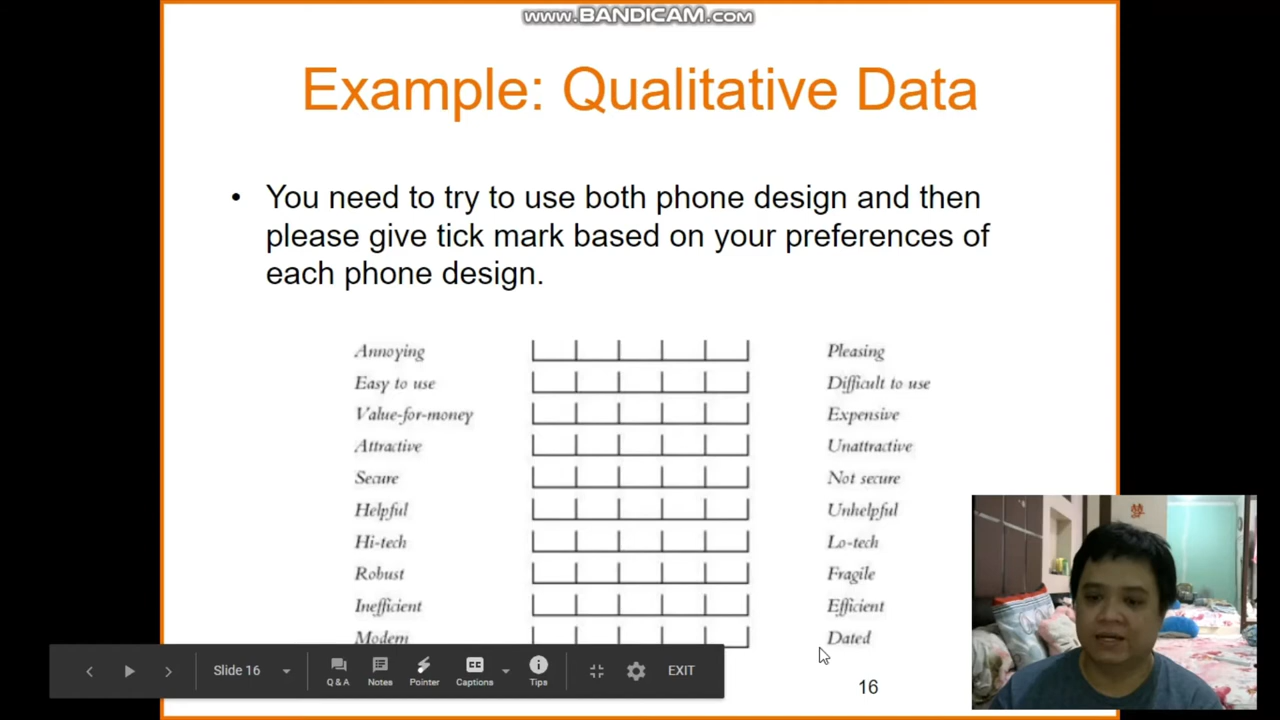 www.BANDICAM.com
Example: Qualitative Data
• You need to try to use both phone design and then
please give tick mark based on your preferences of
each phone design.
Annoying Pleasing
Easy to use Difficult to use
Value-for-money Expensive
Attractive Unattractive
Secure Not secure
Helpful Unhelpful
Hi-tech Lo-tech
Robust Fragile
Inefficient Efficient
Modern Dated
Slide 16
Q & A Notes Pointer CC Captions Tips EXIT
16